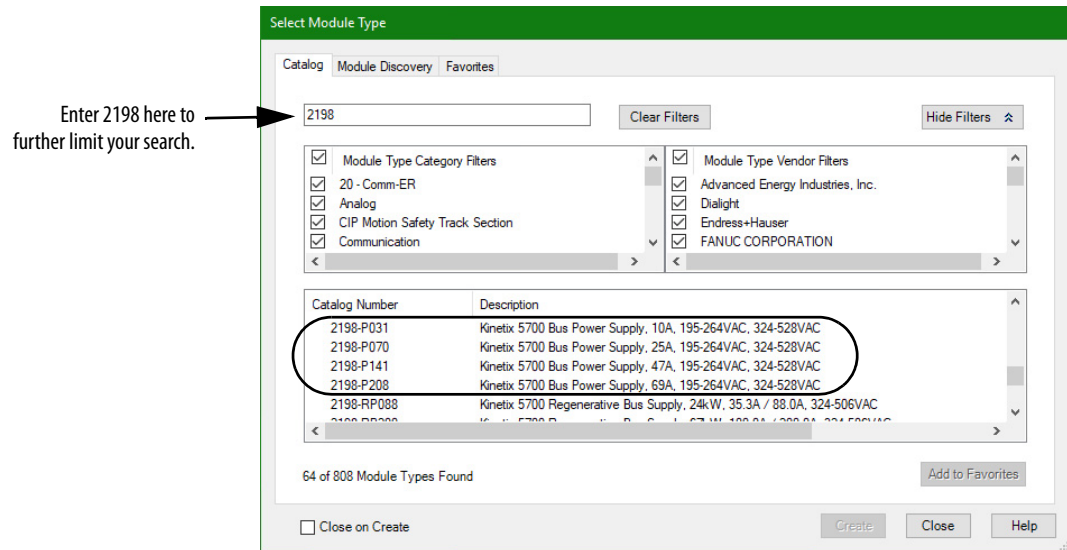 Select Module Type
Catalog Module Discovery Favorites
Enter 2198 here to
further limit your search.
2198
Clear Filters
Hide Filters
Module Type Category Filters
20 - Comm-ER
Analog
CIP Motion Safety Track Section
Communication
Module Type Vendor Filters
Advanced Energy Industries, Inc.
Dialight
Endress+Hauser
FANUC CORPORATION
Catalog Number Description
2198-P031 Kinetix 5700 Bus Power Supply, 10A, 195-264VAC, 324-528VAC
2198-P070 Kinetix 5700 Bus Power Supply, 25A, 195-264VAC, 324-528VAC
2198-P141 Kinetix 5700 Bus Power Supply, 47A, 195-264VAC, 324-528VAC
2198-P208 Kinetix 5700 Bus Power Supply, 69A, 195-264VAC, 324-528VAC
2198-RP088 Kinetix 5700 Regenerative Bus Supply, 24kW, 35.3A / 88.0A, 324-506VAC
64 of 808 Module Types Found
Add to Favorites
Close on Create
Create
Close
Help